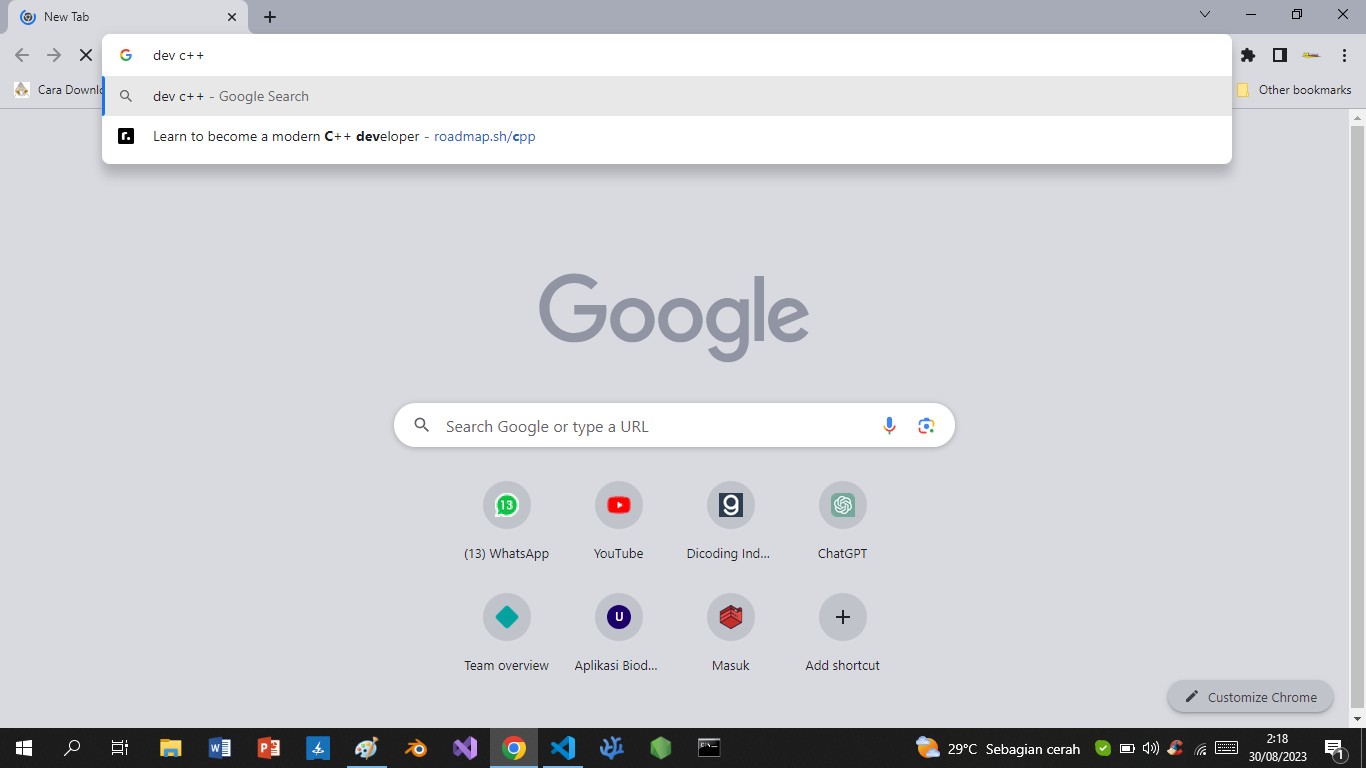 New Tab
dev c++
Cara Downlo
Other bookmarks
dev c++ - Google Search
Learn to become a modern C++ developer - roadmap.sh/cpp
Google
Search Google or type a URL
13
(13) WhatsApp
YouTube
g
Dicoding Ind...
ChatGPT
Team overview
U
Aplikasi Biod...
Masuk
Add shortcut
Customize Chrome
29°C Sebagian cerah
2:18
30/08/2023
1